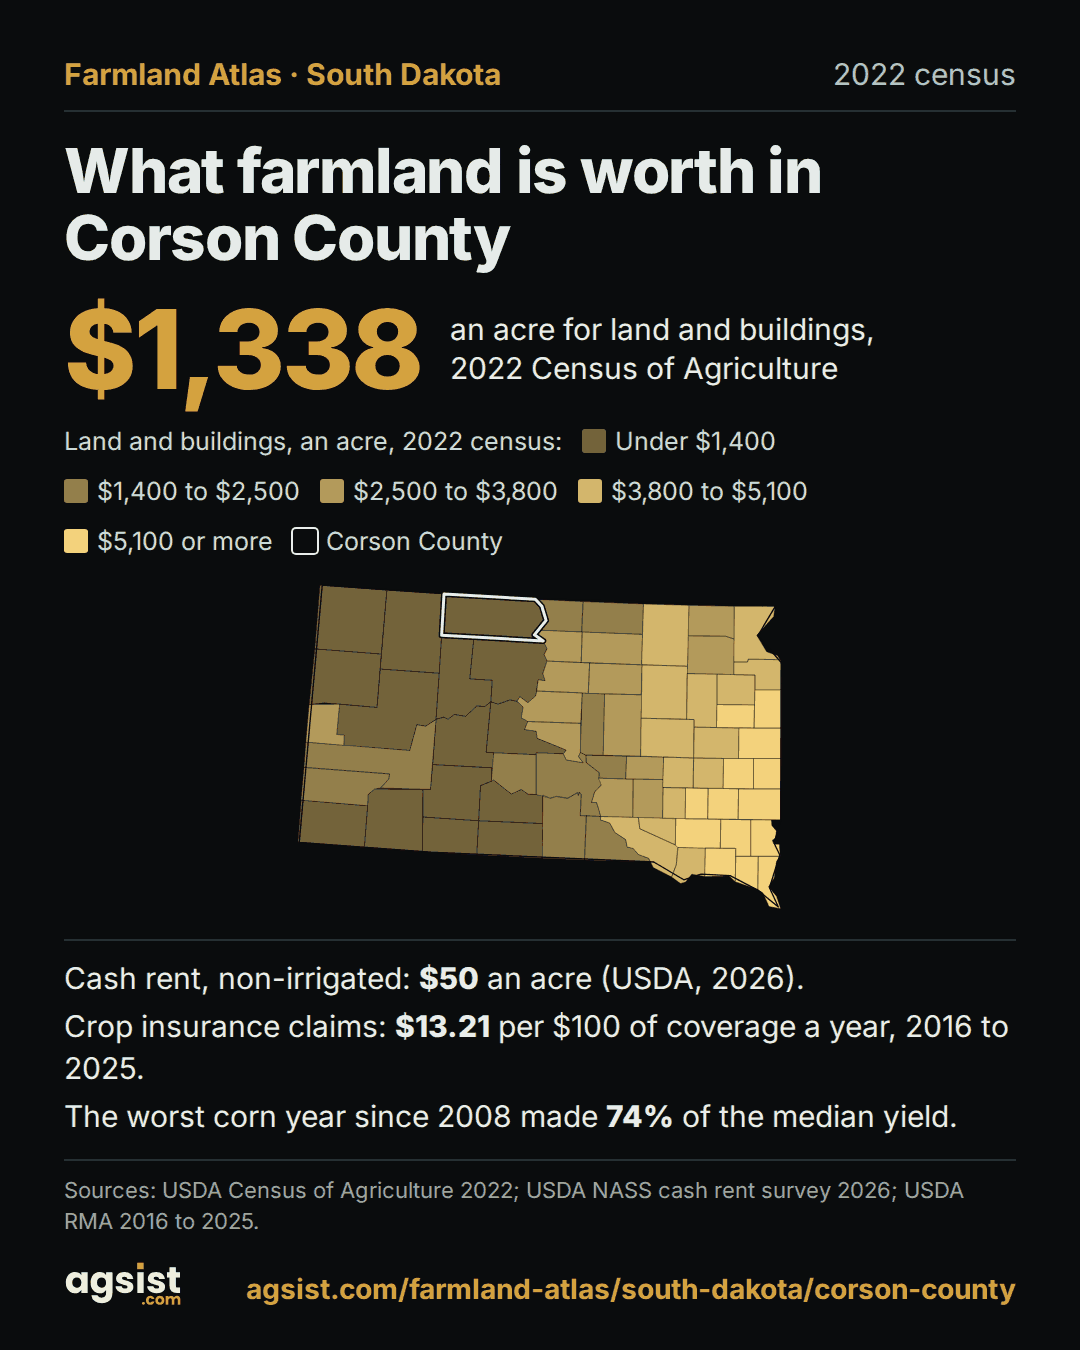 Farmland Atlas · South Dakota
2022 census
What farmland is worth in
Corson County
$1,338
an acre for land and buildings,
2022 Census of Agriculture
Land and buildings, an acre, 2022 census: Under $1,400
$1,400 to $2,500 $2,500 to $3,800 $3,800 to $5,100
$5,100 or more Corson County
Cash rent, non-irrigated: $50 an acre (USDA, 2026).
Crop insurance claims: $13.21 per $100 of coverage a year, 2016 to
2025.
The worst corn year since 2008 made 74% of the median yield.
Sources: USDA Census of Agriculture 2022; USDA NASS cash rent survey 2026; USDA
RMA 2016 to 2025.
agsist
.com
agsist.com/farmland-atlas/south-dakota/corson-county